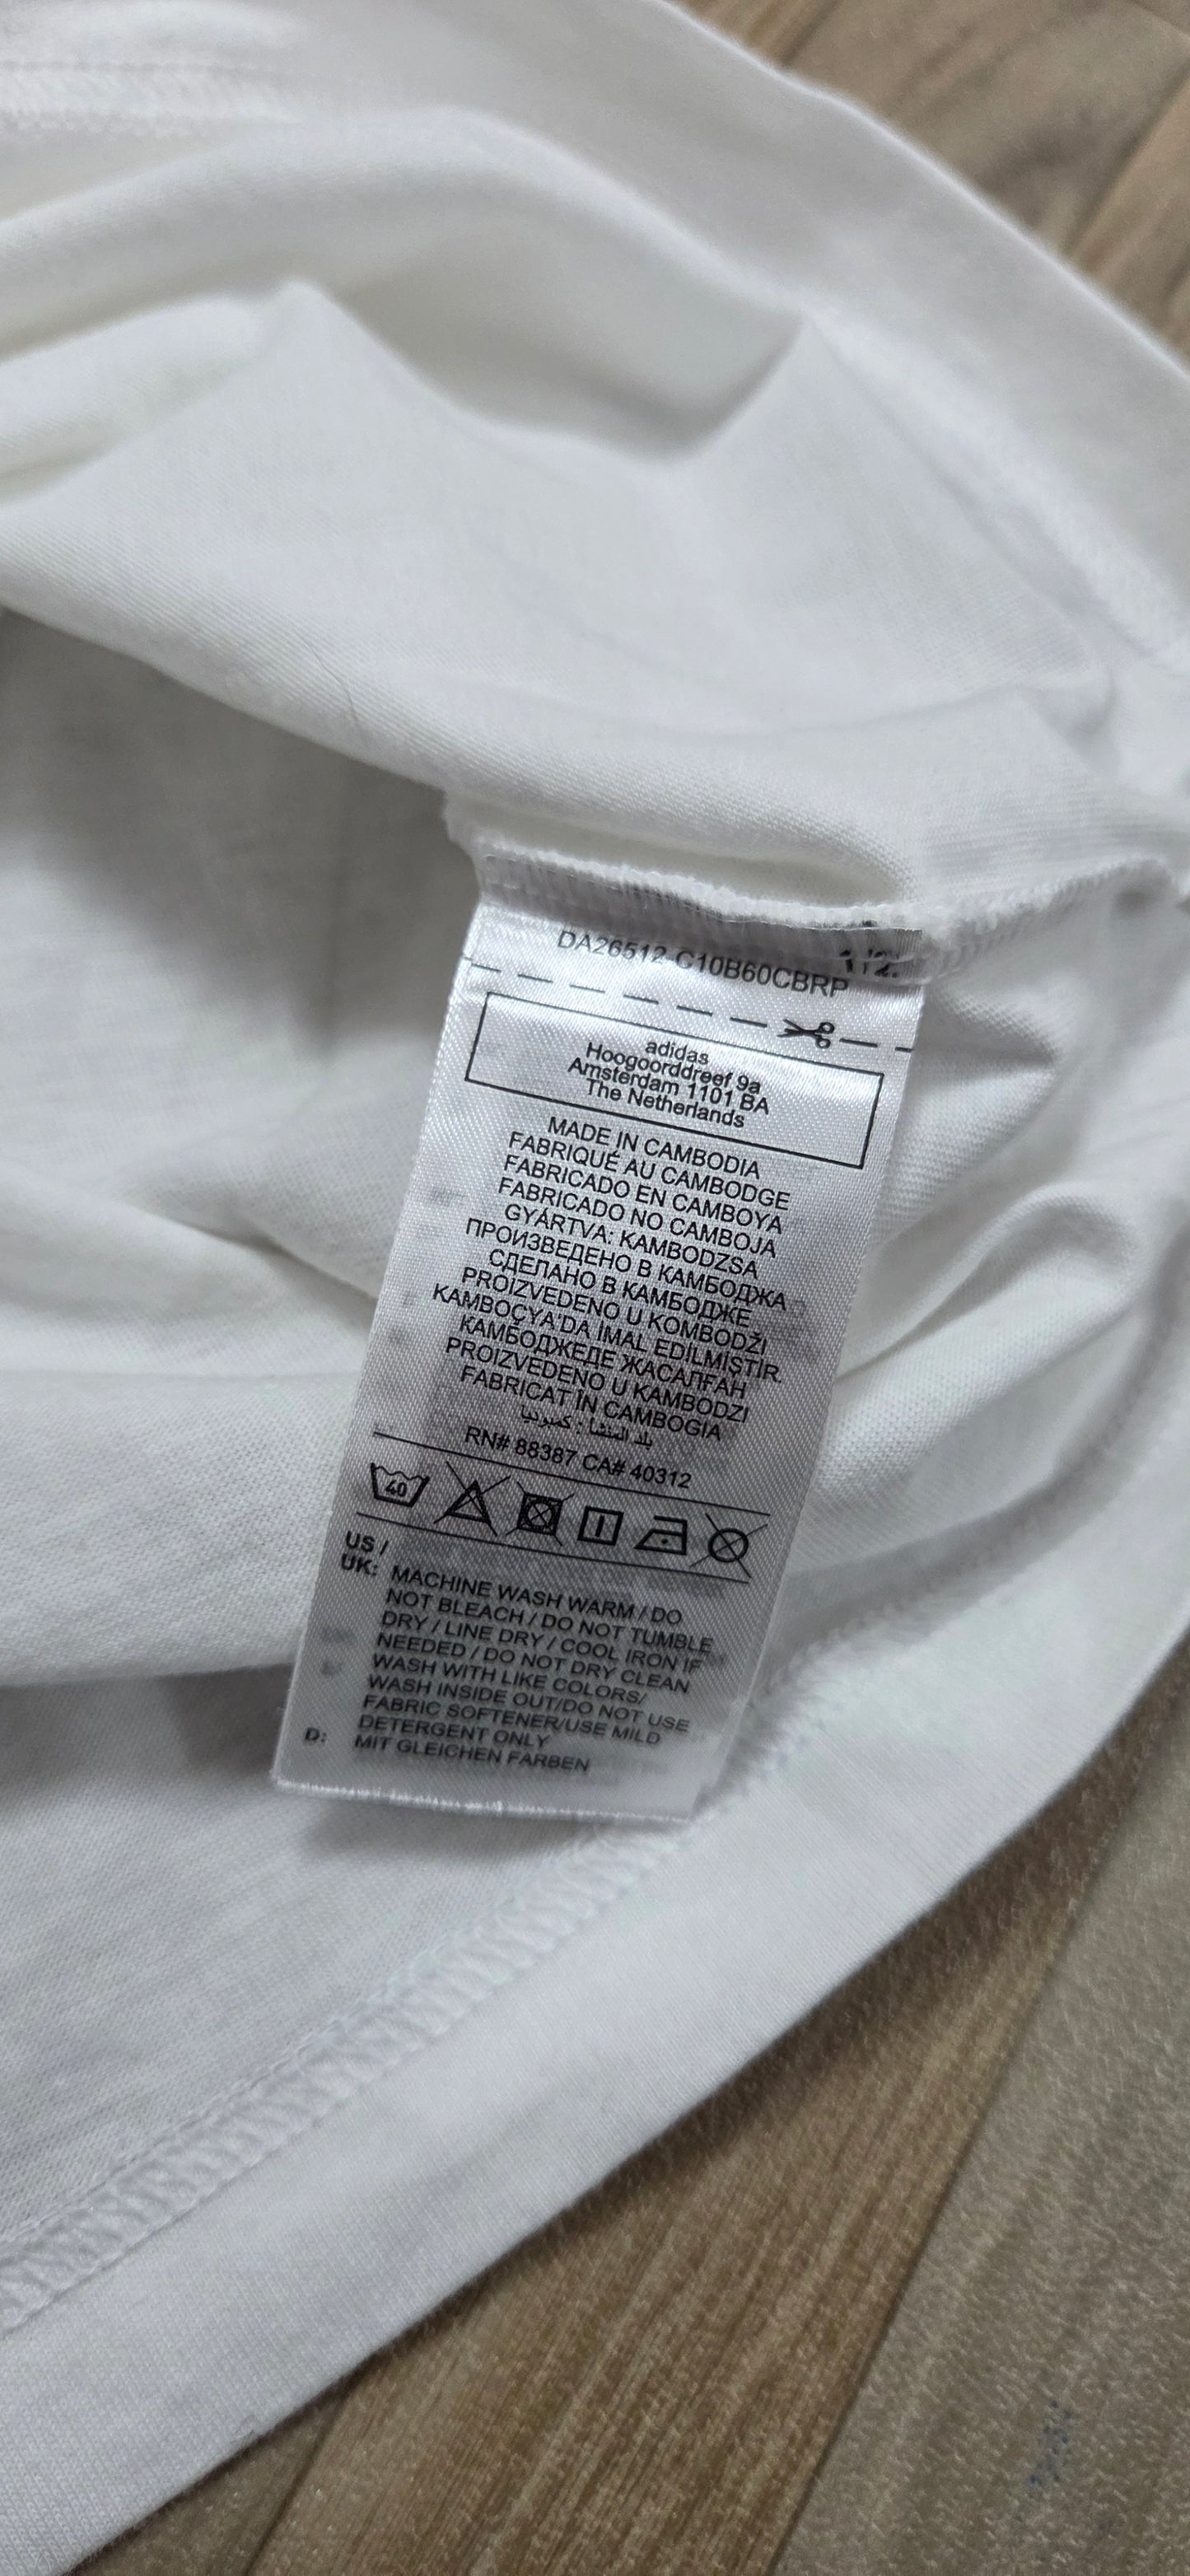 DA26512 C10B60CBRP
adidas
Hoogoorddreef 9a
Amsterdam 1101 BA
The Netherlands
MADE IN CAMBODIA
FABRIQUÉ AU CAMBODGE
FABRICADO EN CAMBOYA
FABRICADO NO CAMBOJA
GYÁRTVA: KAMBODZSA
ПРОИЗВЕДЕНО В КАМБОДЖА
СДЕЛАНО В КАМБОДЖЕ
PROIZVEDENO U KOMBODŽI
KAMBOÇYA'DA İMAL EDİLMİŞTİR.
КАМБОДЖЕДЕ ЖАСАЛҒАН
PROIZVEDENO U KAMBODZI
FABRICAT ÎN CAMBOGIA
بلد المنشأ : كمبوديا
RN# 88387 CA# 40312
40
US /
UK: MACHINE WASH WARM / DO
NOT BLEACH / DO NOT TUMBLE
DRY / LINE DRY / COOL IRON IF
NEEDED / DO NOT DRY CLEAN
WASH WITH LIKE COLORS/
WASH INSIDE OUT/DO NOT USE
FABRIC SOFTENER/USE MILD
DETERGENT ONLY
D: MIT GLEICHEN FARBEN